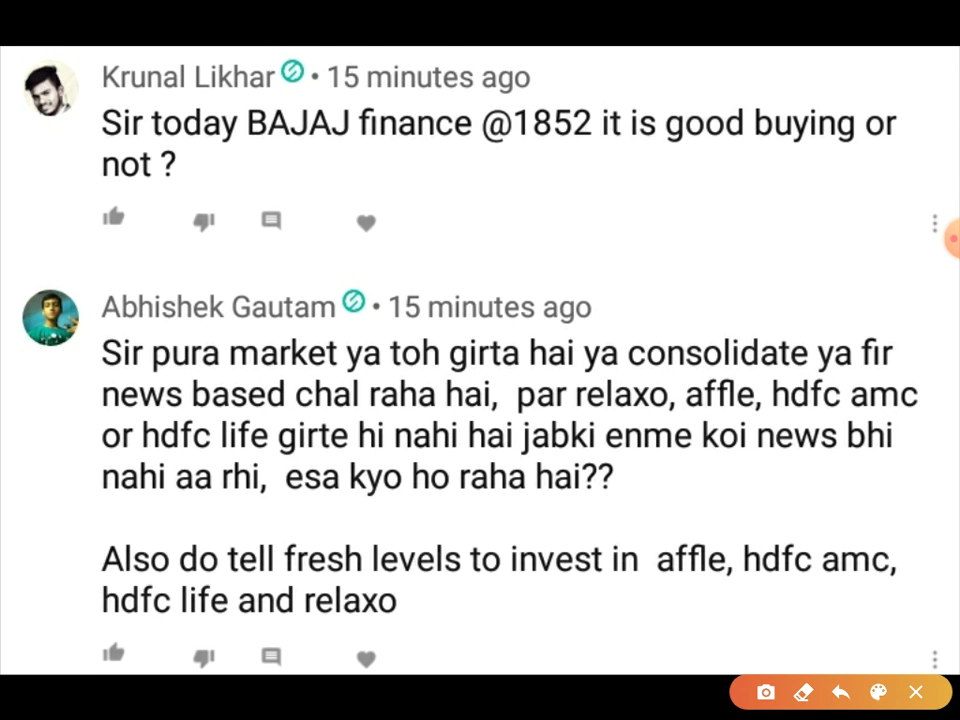 Krunal Likhar • 15 minutes ago
Sir today BAJAJ finance @1852 it is good buying or
not ?
Abhishek Gautam • 15 minutes ago
Sir pura market ya toh girta hai ya consolidate ya fir
news based chal raha hai,  par relaxo, affle, hdfc amc
or hdfc life girte hi nahi hai jabki enme koi news bhi
nahi aa rhi,  esa kyo ho raha hai??
Also do tell fresh levels to invest in  affle, hdfc amc,
hdfc life and relaxo